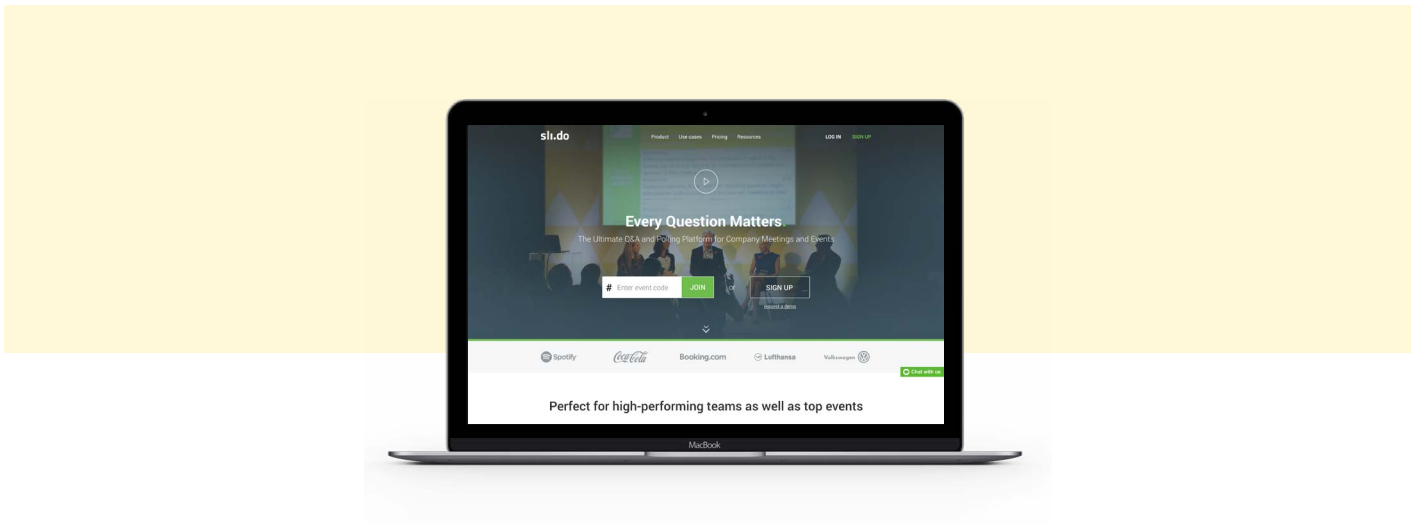 sli.do
Product Use cases Pricing Resources LOG IN SIGN UP
Every Question Matters.
The Ultimate Q&A and Polling Platform for Company Meetings and Events
# Enter event code JOIN or SIGN UP
request a demo
Spotify Coca-Cola Booking.com Lufthansa Volkswagen
Chat with us
Perfect for high-performing teams as well as top events
MacBook